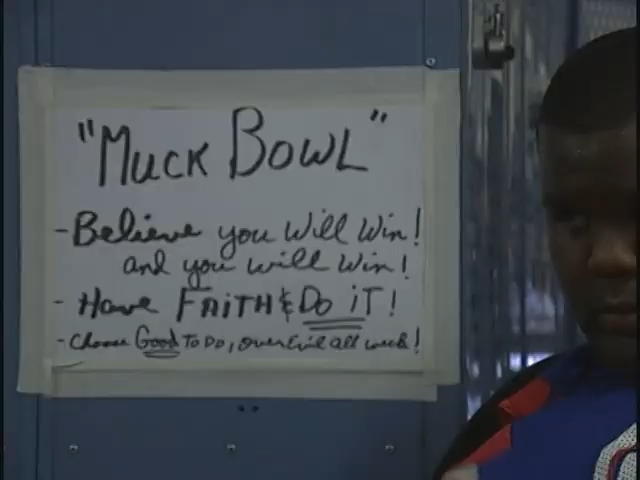 "MUCK BOWL"
- Believe you Will Win!
and you will Win!
- Have FAITH & Do iT!
- Choose Good To Do, over Evil all week!